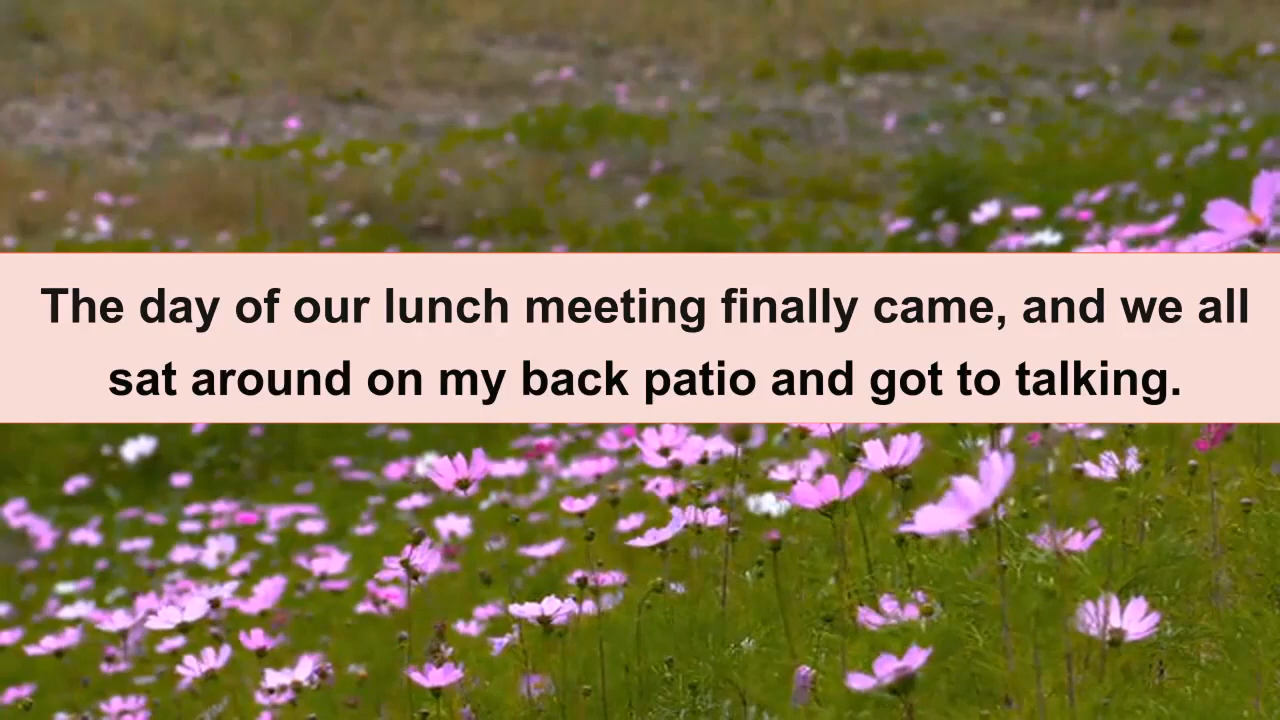 The day of our lunch meeting finally came, and we all
sat around on my back patio and got to talking.